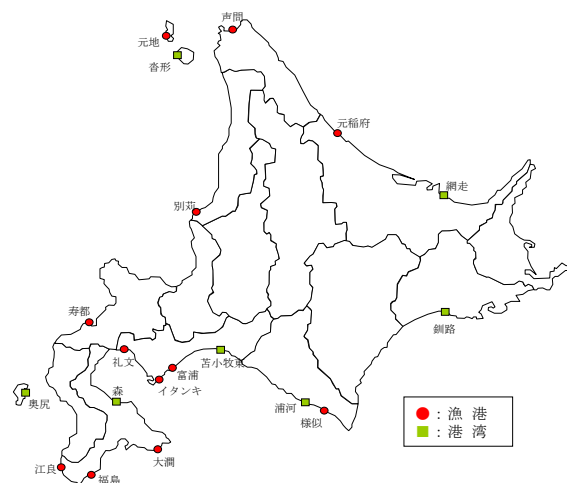 声問
元地
沓形
元稲府
網走
別苅
寿都
釧路
礼文
苫小牧東
富浦
イタンキ
奥尻
森
浦河
様似
：漁 港
：港 湾
大澗
江良
福島